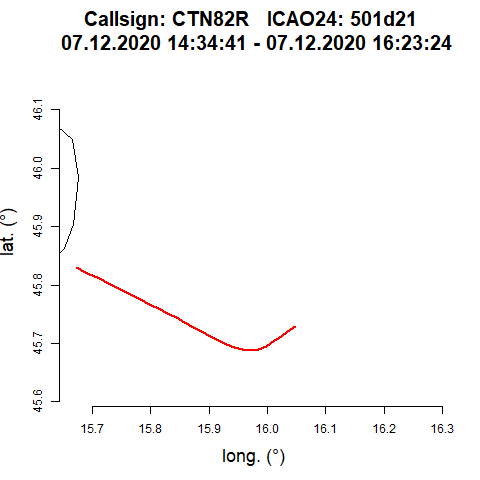 Callsign: CTN82R   ICAO24: 501d21
07.12.2020 14:34:41 - 07.12.2020 16:23:24
46.1
46.0
45.9
45.8
45.7
45.6
lat. (°)
15.7 15.8 15.9 16.0 16.1 16.2 16.3
long. (°)